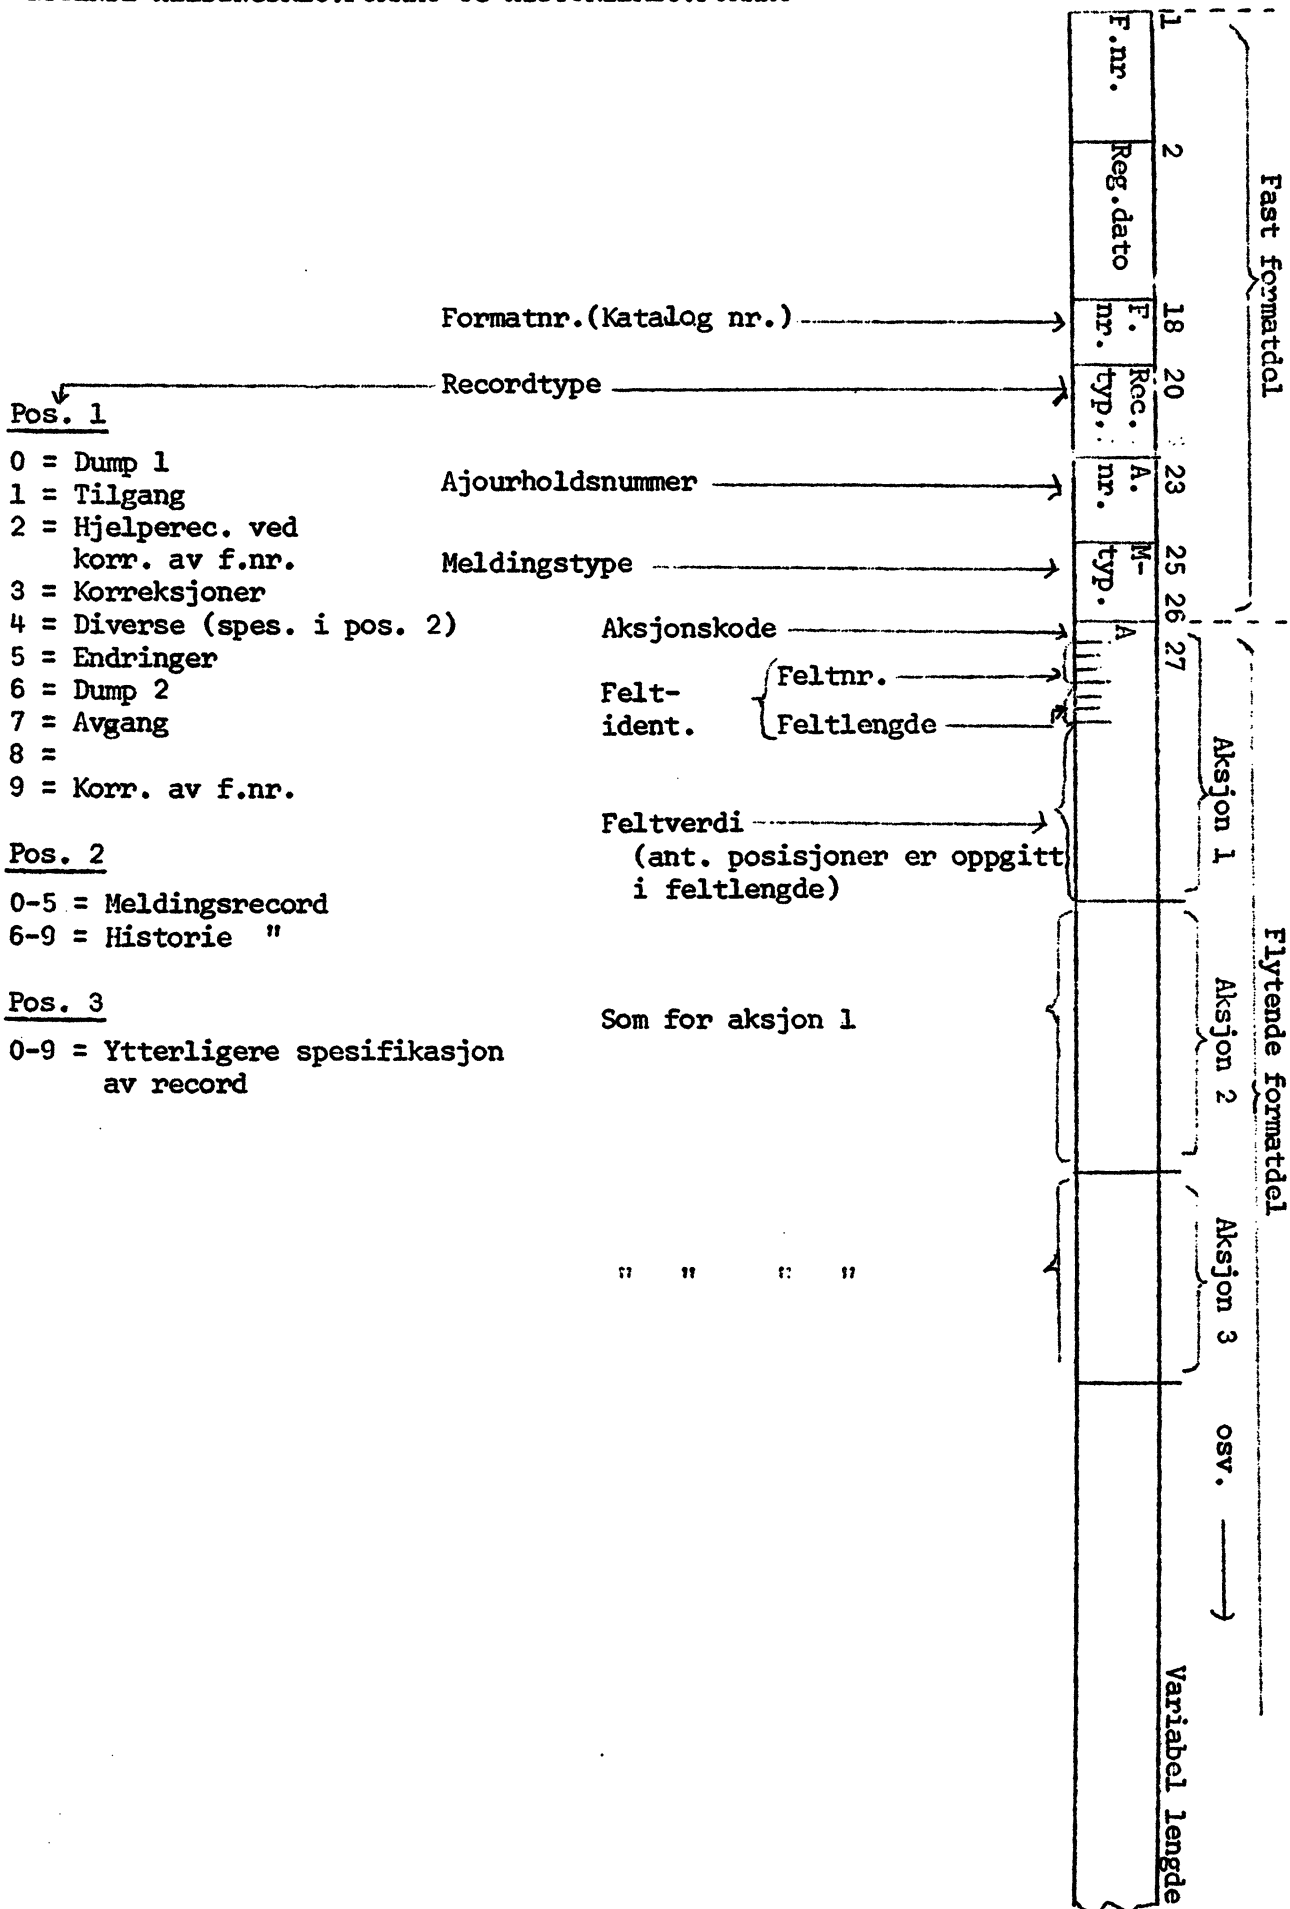 Formatnr.(Katalog nr.)
Recordtype
Pos. 1
0 = Dump 1
1 = Tilgang
2 = Hjelperec. ved
korr. av f.nr.
3 = Korreksjoner
4 = Diverse (spes. i pos. 2)
5 = Endringer
6 = Dump 2
7 = Avgang
8 =
9 = Korr. av f.nr.
Pos. 2
0-5 = Meldingsrecord
6-9 = Historie "
Pos. 3
0-9 = Ytterligere spesifikasjon
av record
Ajourholdsnummer
Meldingstype
Aksjonskode
Felt-
ident.
Feltnr.
Feltlengde
Feltverdi
(ant. posisjoner er oppgitt
i feltlengde)
Som for aksjon 1
" " " "
Fast formatdel
Flytende formatdel
Aksjon 1
Aksjon 2
Aksjon 3
osv.
1 2 18 20 23 25 26 27
Variabel lengde
F.nr.
Reg.dato
F.
nr.
Rec.
typ.
A.
nr.
M-
typ.
A